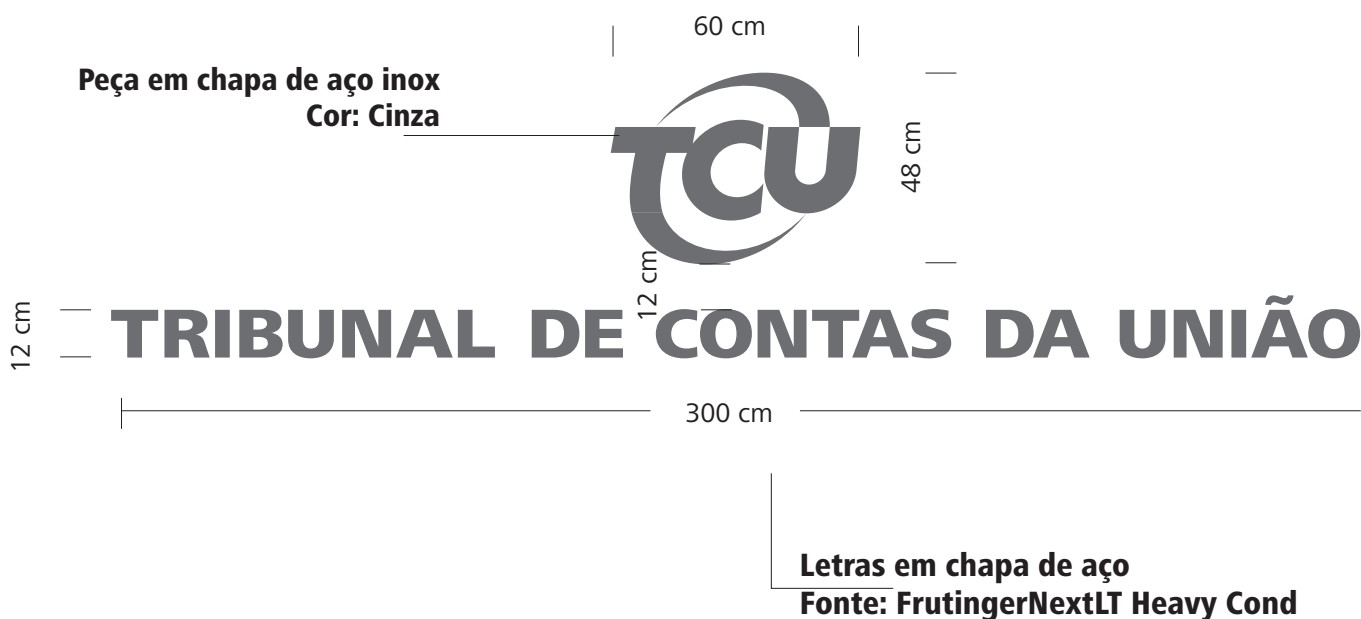 60 cm
Peça em chapa de aço inox
Cor: Cinza
TCU
48 cm
12 cm
12 cm
TRIBUNAL DE CONTAS DA UNIÃO
300 cm
Letras em chapa de aço
Fonte: FrutingerNextLT Heavy Cond